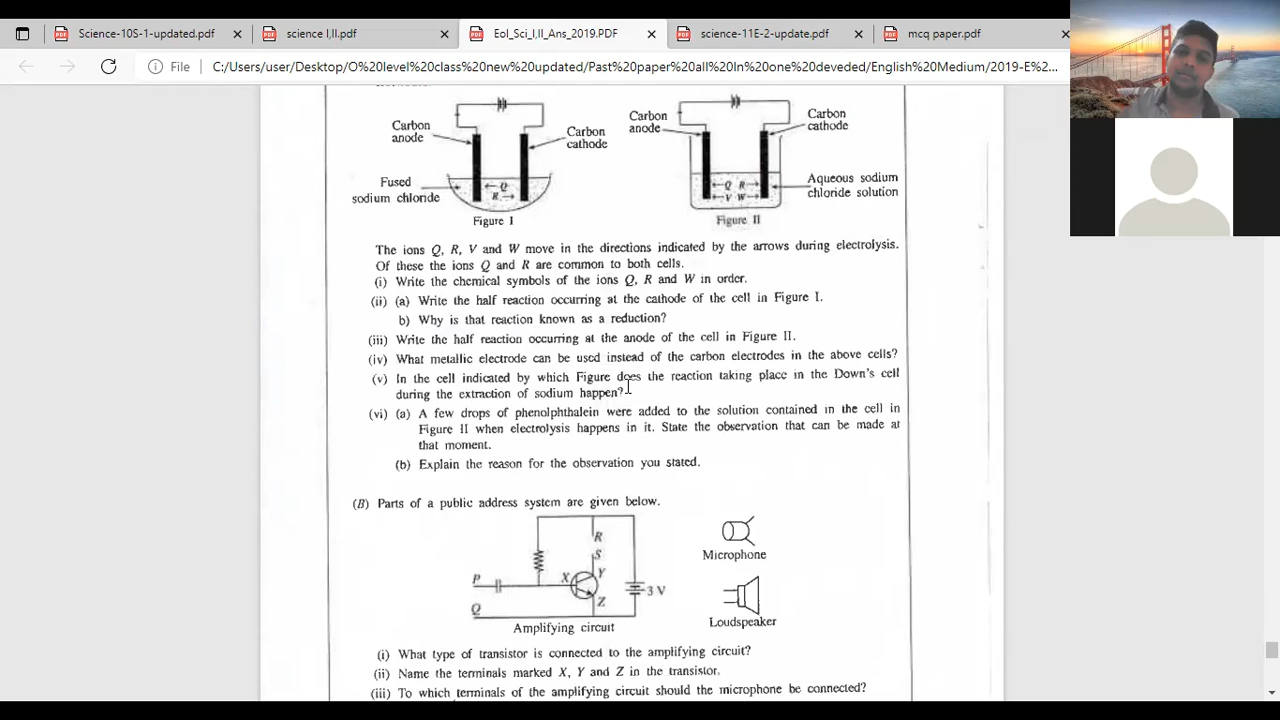 Science-10S-1-updated.pdf
science I,II.pdf
Eol_Sci_I,II_Ans_2019.PDF
science-11E-2-update.pdf
mcq paper.pdf
File C:/Users/user/Desktop/O%20level%20class%20new%20updated/Past%20paper%20all%20In%20one%20deveded/English%20Medium/2019-E%2...
Carbon anode
Carbon cathode
Fused sodium chloride
Q
R
Figure I
Carbon anode
Carbon cathode
Aqueous sodium chloride solution
Q R
V W
Figure II
The ions Q, R, V and W move in the directions indicated by the arrows during electrolysis.
Of these the ions Q and R are common to both cells.
(i) Write the chemical symbols of the ions Q, R and W in order.
(ii) (a) Write the half reaction occurring at the cathode of the cell in Figure I.
b) Why is that reaction known as a reduction?
(iii) Write the half reaction occurring at the anode of the cell in Figure II.
(iv) What metallic electrode can be used instead of the carbon electrodes in the above cells?
(v) In the cell indicated by which Figure does the reaction taking place in the Down's cell
during the extraction of sodium happen?
(vi) (a) A few drops of phenolphthalein were added to the solution contained in the cell in
Figure II when electrolysis happens in it. State the observation that can be made at
that moment.
(b) Explain the reason for the observation you stated.
(B) Parts of a public address system are given below.
R
S
P
X
Y
Z
Q
3 V
Amplifying circuit
Microphone
Loudspeaker
(i) What type of transistor is connected to the amplifying circuit?
(ii) Name the terminals marked X, Y and Z in the transistor.
(iii) To which terminals of the amplifying circuit should the microphone be connected?